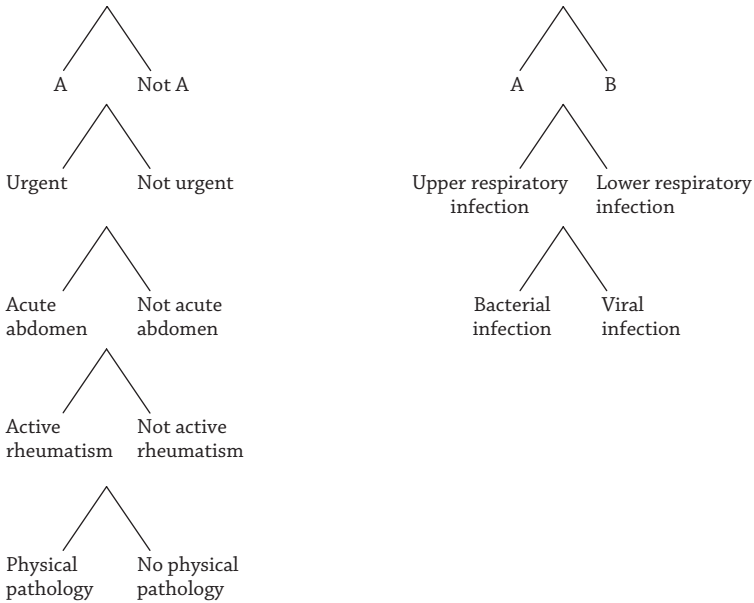 A
Not A
Urgent
Not urgent
Acute
abdomen
Not acute
abdomen
Active
rheumatism
Not active
rheumatism
Physical
pathology
No physical
pathology
A
B
Upper respiratory
infection
Lower respiratory
infection
Bacterial
infection
Viral
infection